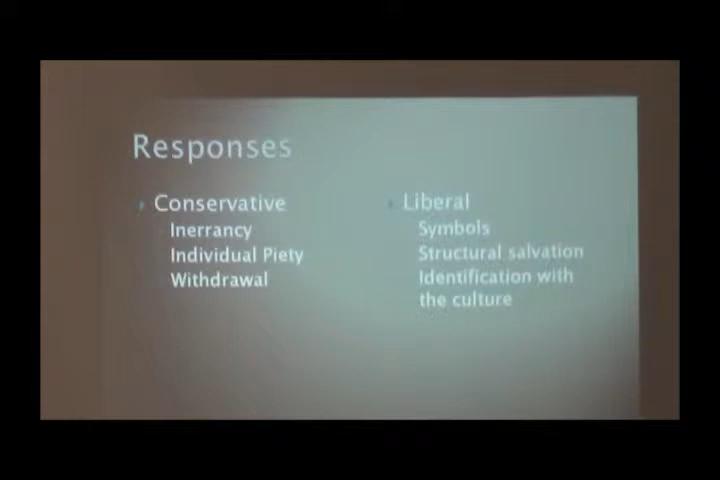 Responses
Conservative
Inerrancy
Individual Piety
Withdrawal
Liberal
Symbols
Structural salvation
Identification with
the culture